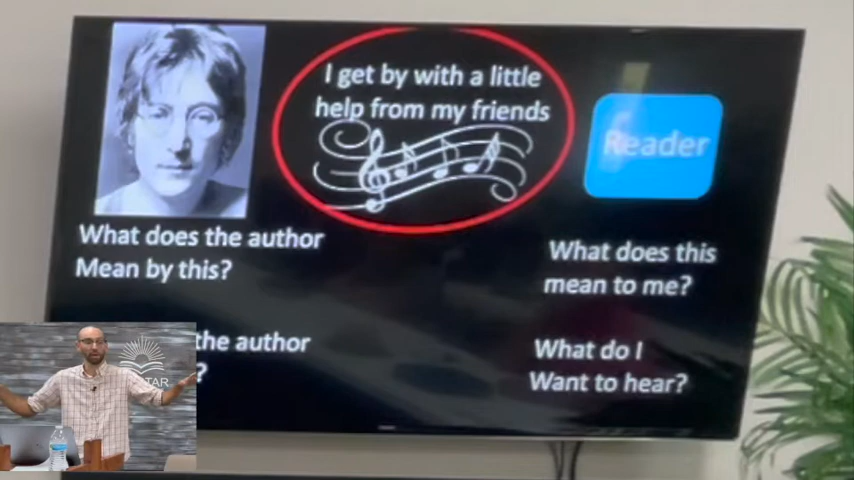 I get by with a little
help from my friends
Reader
What does the author
Mean by this?
What does this
mean to me?
the author
?
What do I
Want to hear?
TAR